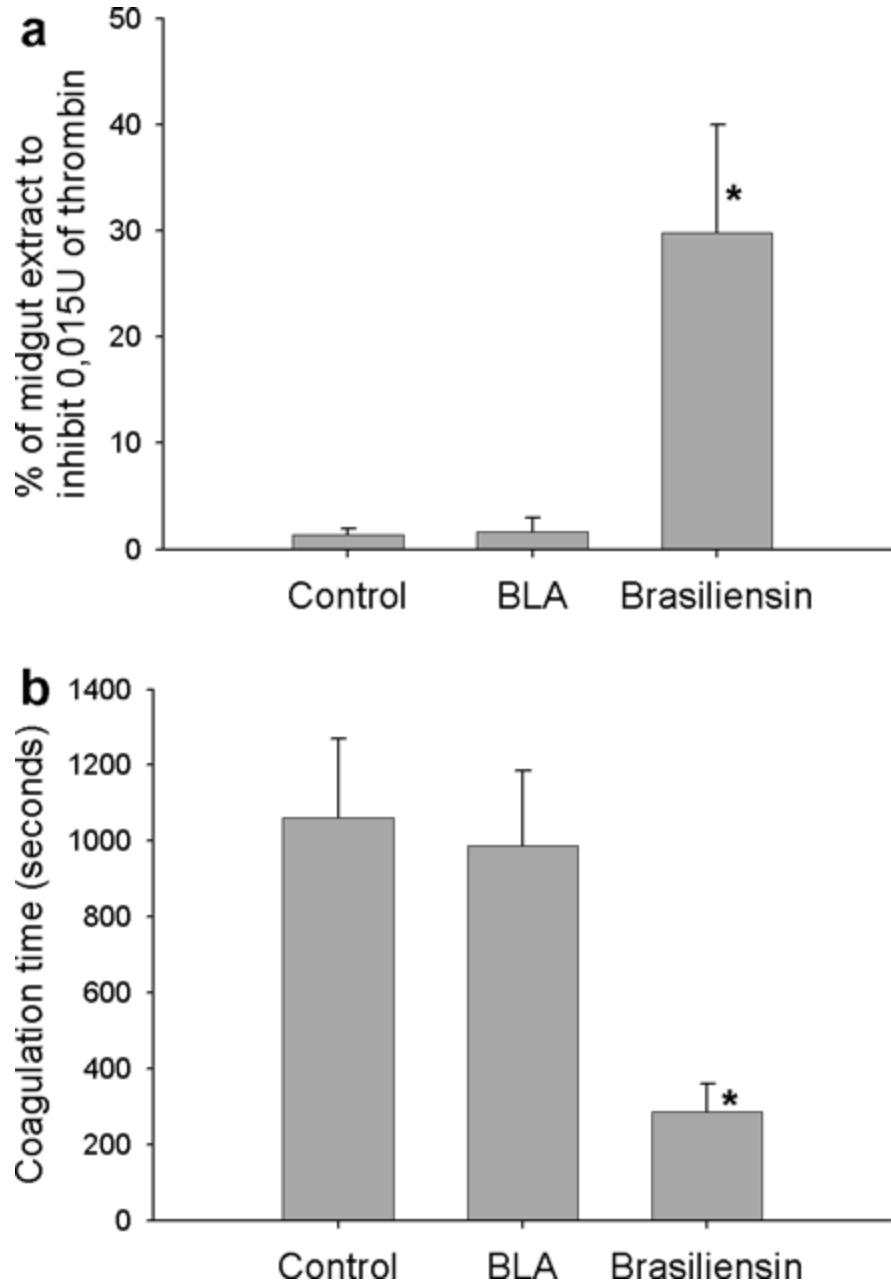 a
% of midgut extract to
inhibit 0,015U of thrombin
50
40
30
20
10
0
*
Control BLA Brasiliensin
b
Coagulation time (seconds)
1400
1200
1000
800
600
400
200
0
*
Control BLA Brasiliensin